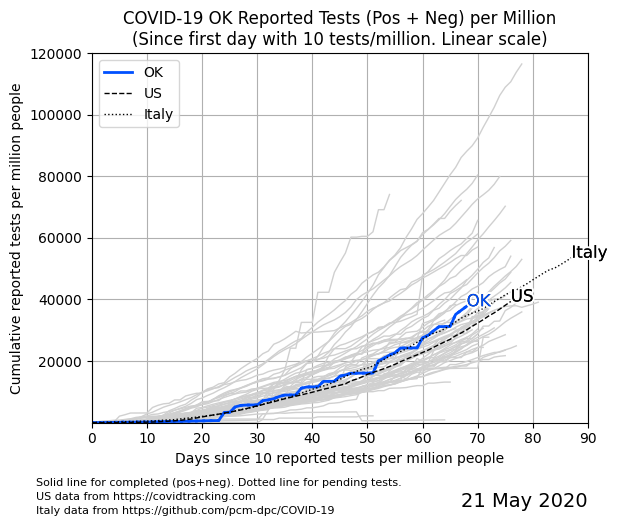 COVID-19 OK Reported Tests (Pos + Neg) per Million
(Since first day with 10 tests/million. Linear scale)
Cumulative reported tests per million people
120000
100000
80000
60000
40000
20000
OK
US
Italy
Italy
US
OK
0 10 20 30 40 50 60 70 80 90
Days since 10 reported tests per million people
Solid line for completed (pos+neg). Dotted line for pending tests.
US data from https://covidtracking.com
Italy data from https://github.com/pcm-dpc/COVID-19
21 May 2020